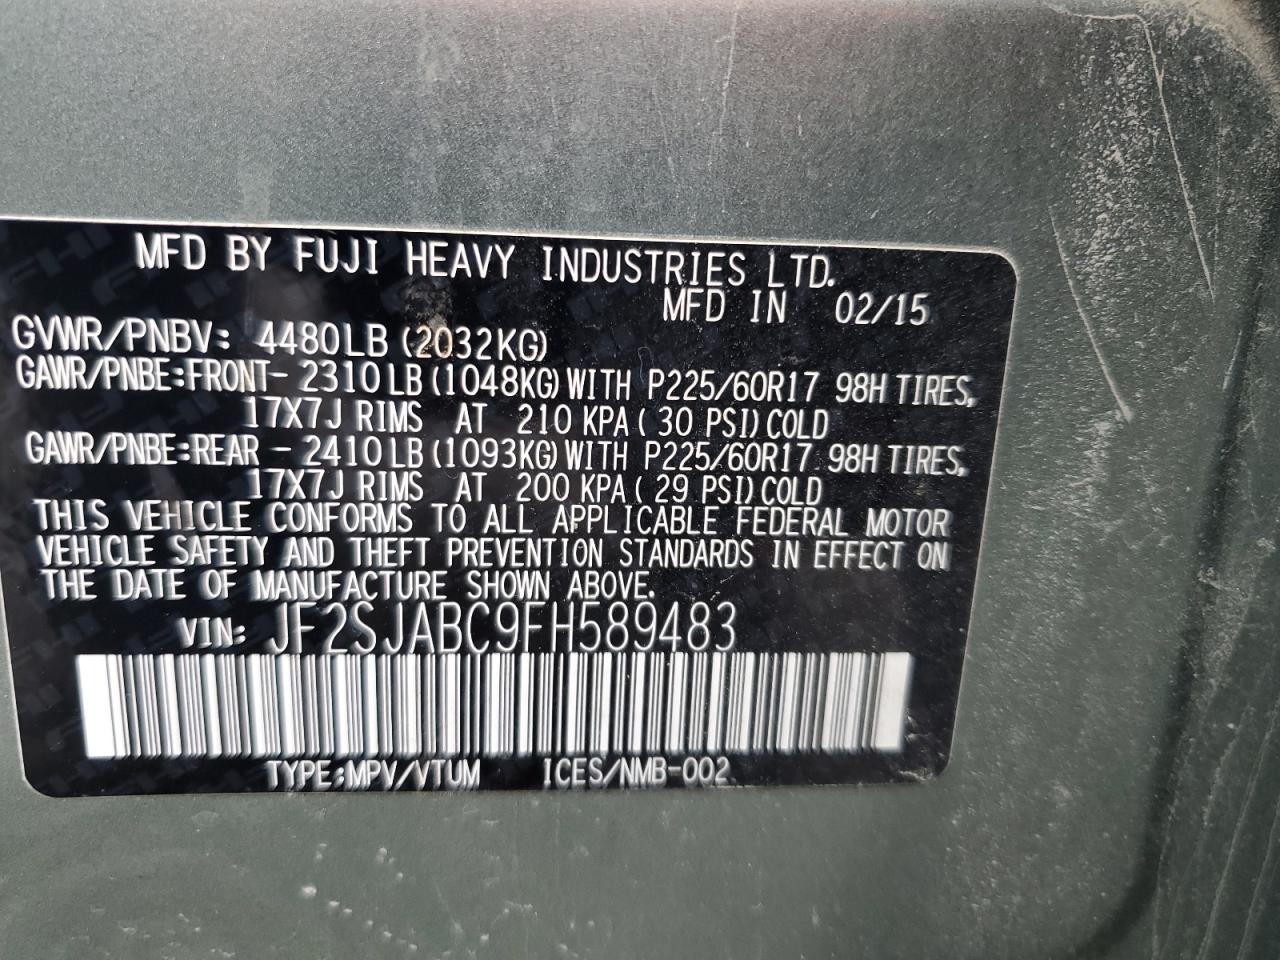 MFD BY FUJI HEAVY INDUSTRIES LTD.
MFD IN 02/15
GVWR/PNBV: 4480LB (2032KG)
GAWR/PNBE:FRONT- 2310LB (1048KG) WITH P225/60R17 98H TIRES,
17X7J RIMS AT 210 KPA ( 30 PSI) COLD
GAWR/PNBE:REAR - 2410LB (1093KG) WITH P225/60R17 98H TIRES,
17X7J RIMS AT 200 KPA ( 29 PSI) COLD
THIS VEHICLE CONFORMS TO ALL APPLICABLE FEDERAL MOTOR
VEHICLE SAFETY AND THEFT PREVENTION STANDARDS IN EFFECT ON
THE DATE OF MANUFACTURE SHOWN ABOVE.
VIN: JF2SJABC9FH589483
TYPE:MPV/VTUM ICES/NMB-002